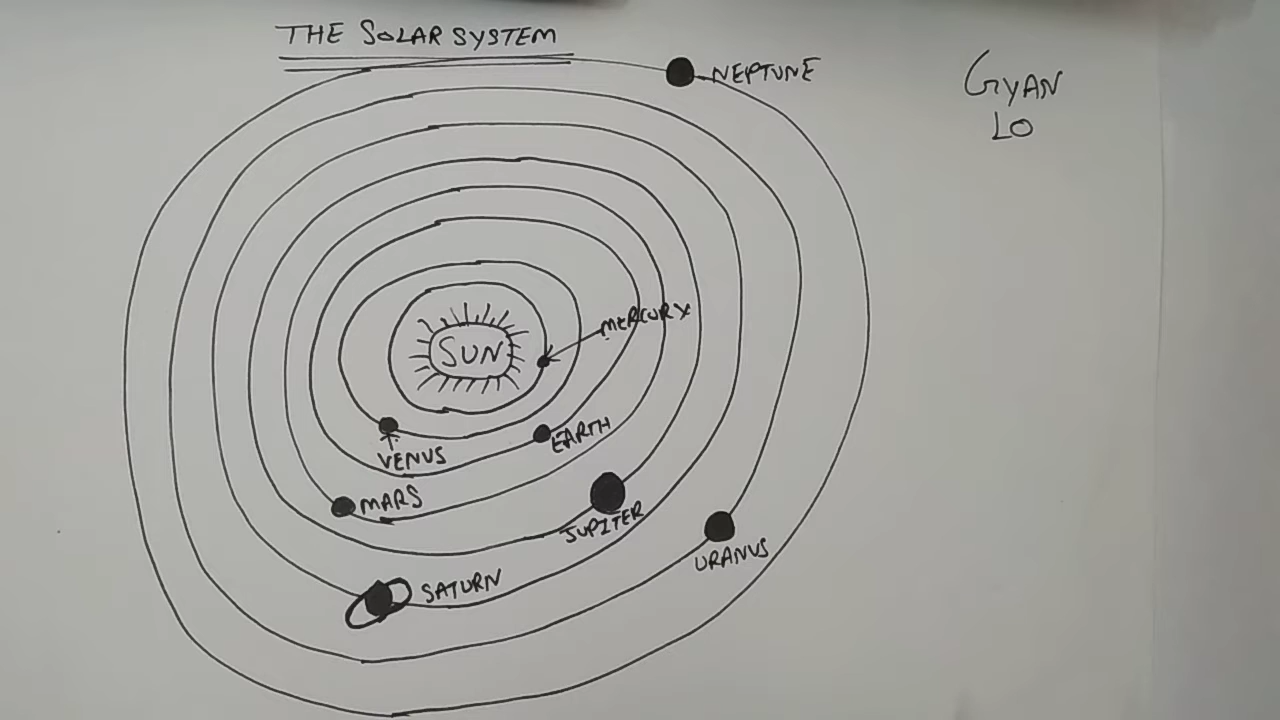 THE SOLAR SYSTEM
NEPTUNE
GYAN
LO
MERCURY
SUN
EARTH
VENUS
MARS
JUPITER
URANUS
SATURN